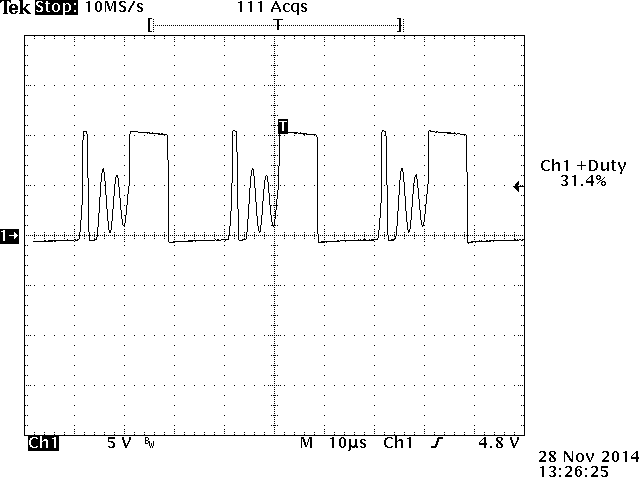 Tek Stop: 10MS/s 111 Acqs
[ T ]
T
Ch1 +Duty
31.4%
1→
Ch1 5 V BW M 10µs Ch1 4.8 V
28 Nov 2014
13:26:25